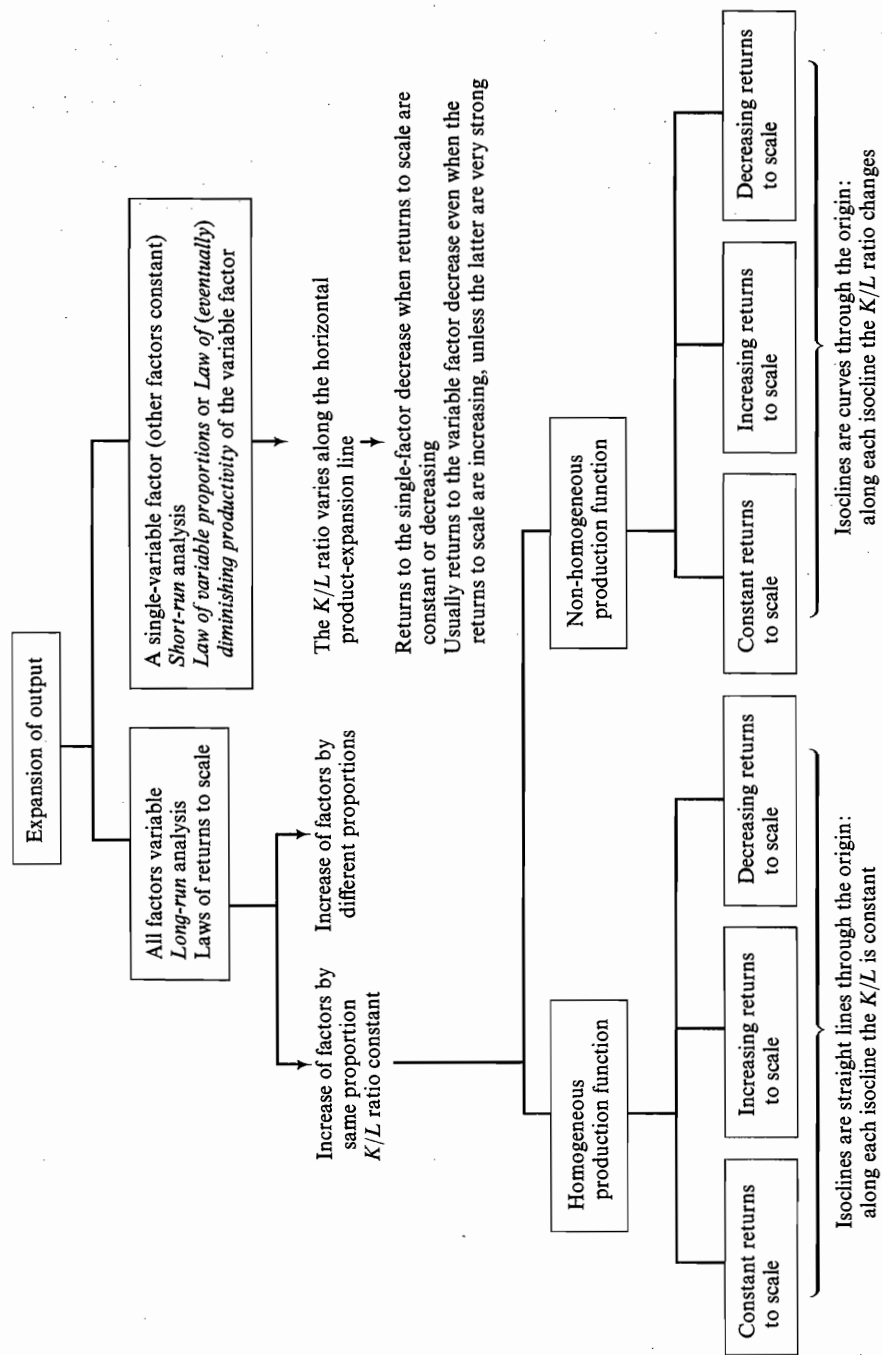 Expansion of output
All factors variable
Long-run analysis
Laws of returns to scale
A single-variable factor (other factors constant)
Short-run analysis
Law of variable proportions or Law of (eventually)
diminishing productivity of the variable factor
Increase of factors by
same proportion
K/L ratio constant
Increase of factors by
different proportions
The K/L ratio varies along the horizontal
product-expansion line
Returns to the single-factor decrease when returns to scale are
constant or decreasing
Usually returns to the variable factor decrease even when the
returns to scale are increasing, unless the latter are very strong
Homogeneous
production function
Non-homogeneous
production function
Constant returns
to scale
Increasing returns
to scale
Decreasing returns
to scale
Constant returns
to scale
Increasing returns
to scale
Decreasing returns
to scale
Isoclines are straight lines through the origin:
along each isocline the K/L is constant
Isoclines are curves through the origin:
along each isocline the K/L ratio changes